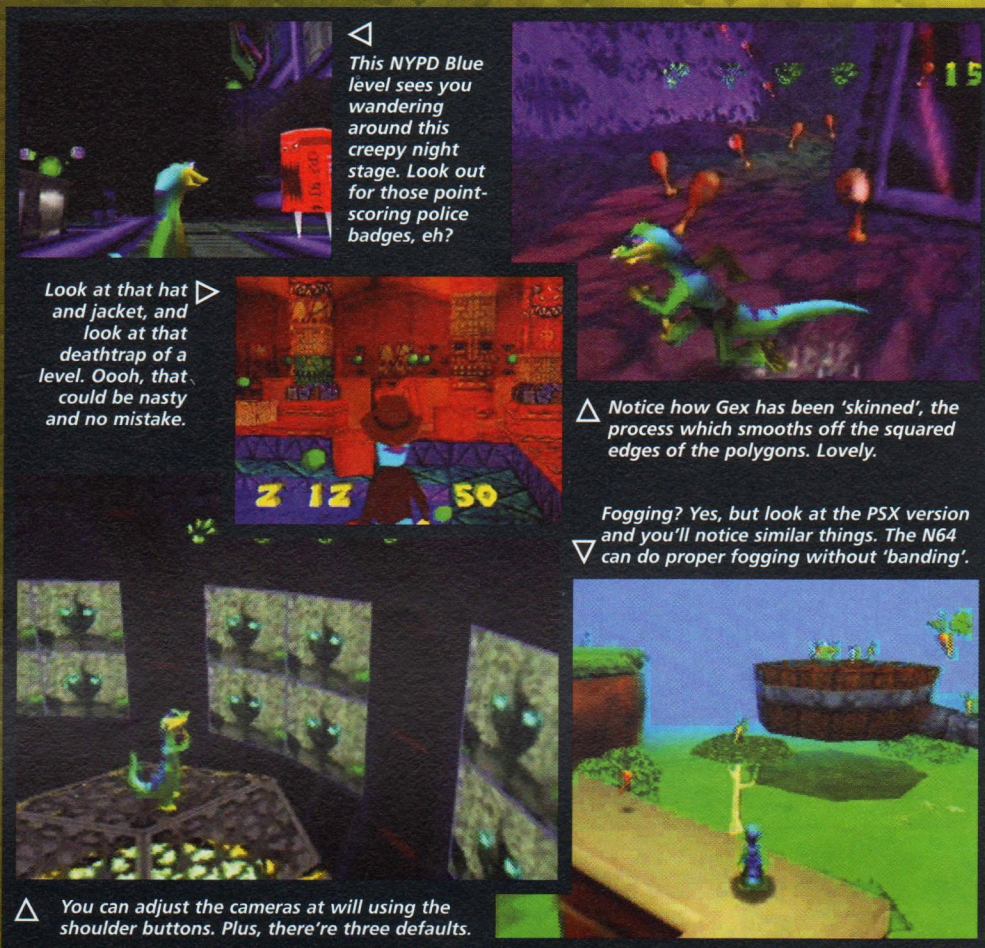 This NYPD Blue
level sees you
wandering
around this
creepy night
stage. Look out
for those point-
scoring police
badges, eh?
15
Look at that hat
and jacket, and
look at that
deathtrap of a
level. Oooh, that
could be nasty
and no mistake.
2 12 50
Notice how Gex has been ‘skinned’, the
process which smooths off the squared
edges of the polygons. Lovely.
Fogging? Yes, but look at the PSX version
and you’ll notice similar things. The N64
can do proper fogging without ‘banding’.
You can adjust the cameras at will using the
shoulder buttons. Plus, there’re three defaults.